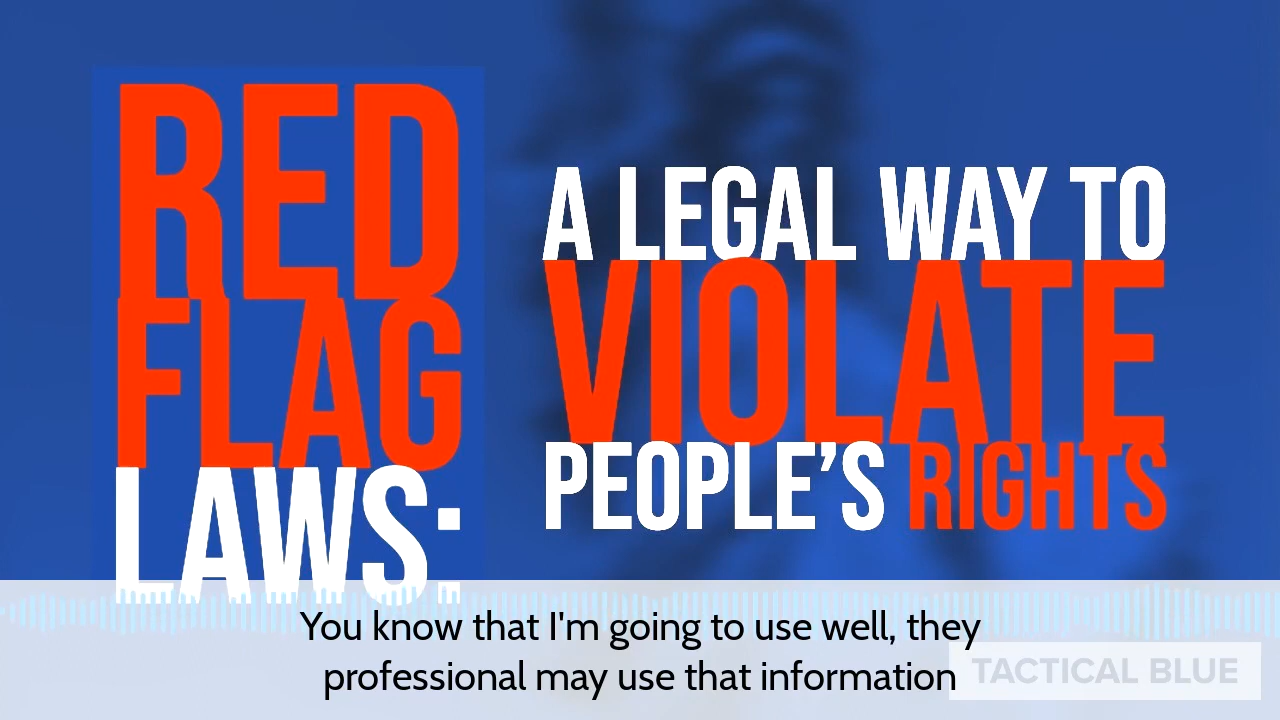 RED
FLAG
LAWS:
A LEGAL WAY TO
VIOLATE
PEOPLE’S RIGHTS
You know that I'm going to use well, they
professional may use that information
TACTICAL BLUE